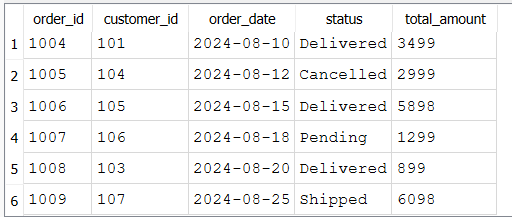 order_id customer_id order_date status total_amount
1 1004 101 2024-08-10 Delivered 3499
2 1005 104 2024-08-12 Cancelled 2999
3 1006 105 2024-08-15 Delivered 5898
4 1007 106 2024-08-18 Pending 1299
5 1008 103 2024-08-20 Delivered 899
6 1009 107 2024-08-25 Shipped 6098